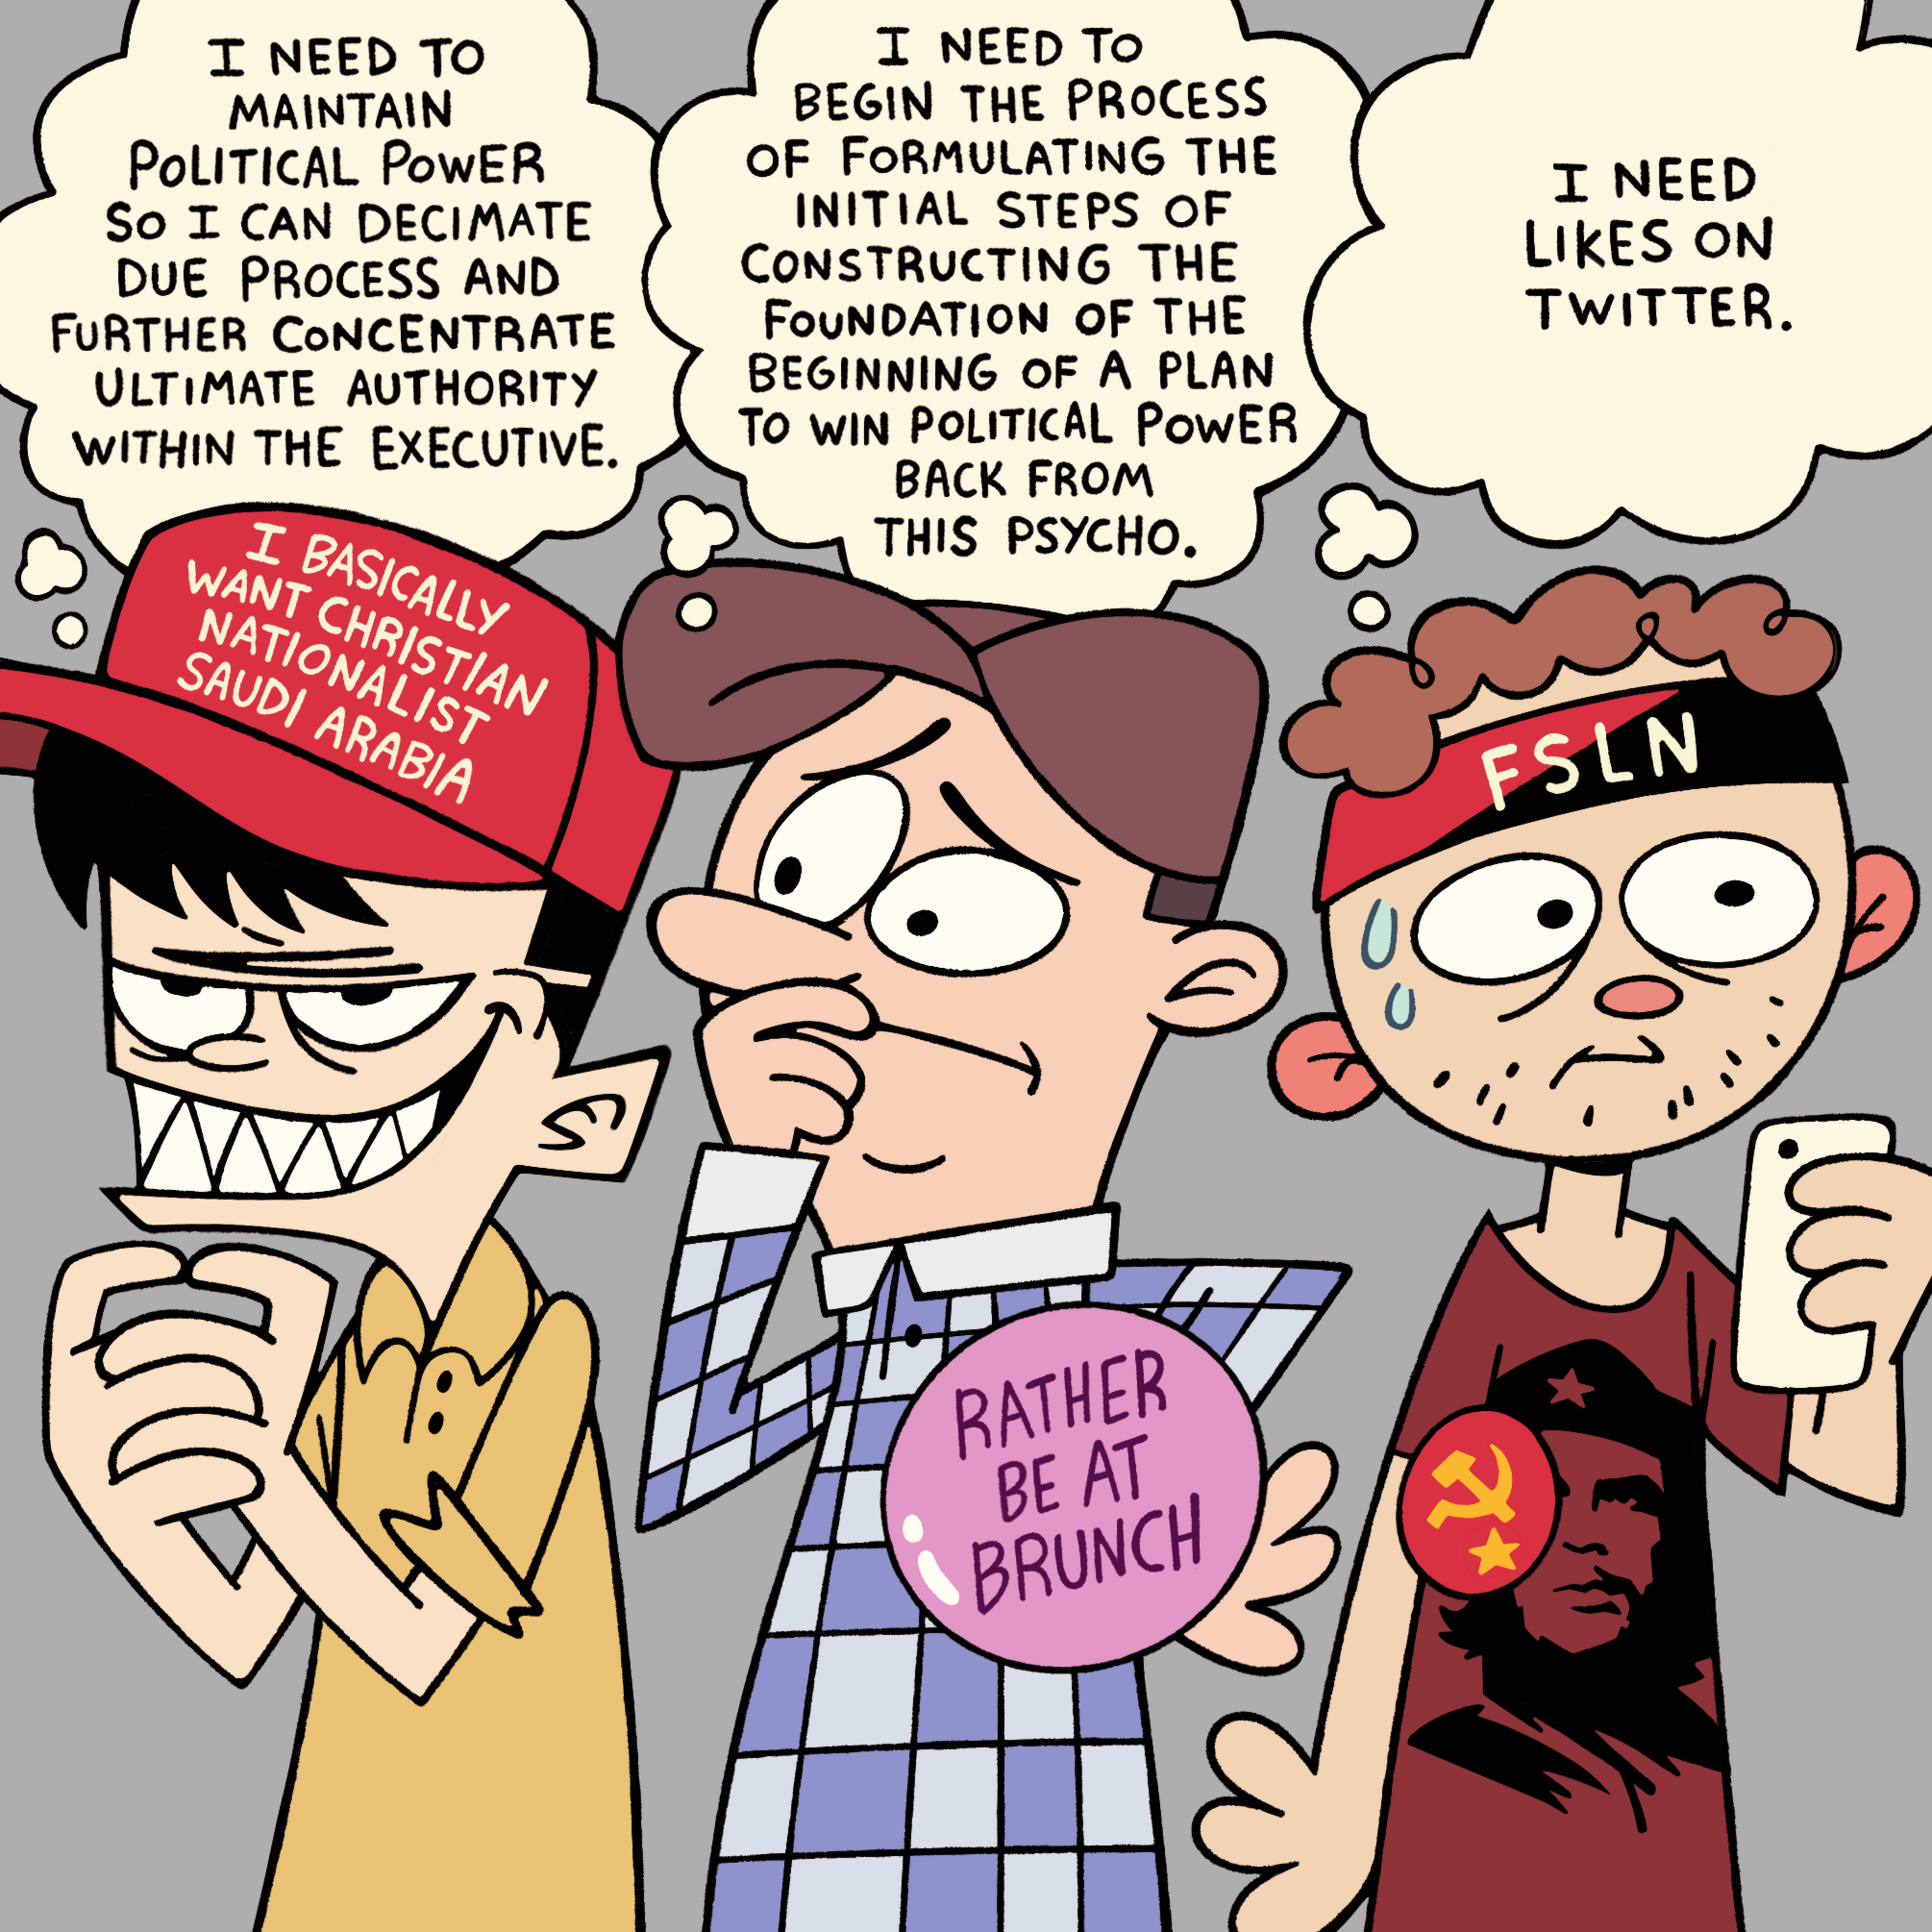 I NEED TO
MAINTAIN
POLITICAL POWER
SO I CAN DECIMATE
DUE PROCESS AND
FURTHER CONCENTRATE
ULTIMATE AUTHORITY
WITHIN THE EXECUTIVE.
I NEED TO
BEGIN THE PROCESS
OF FORMULATING THE
INITIAL STEPS OF
CONSTRUCTING THE
FOUNDATION OF THE
BEGINNING OF A PLAN
TO WIN POLITICAL POWER
BACK FROM
THIS PSYCHO.
I NEED
LIKES ON
TWITTER.
I BASICALLY
WANT CHRISTIAN
NATIONALIST
SAUDI ARABIA
FSLN
RATHER
BE AT
BRUNCH